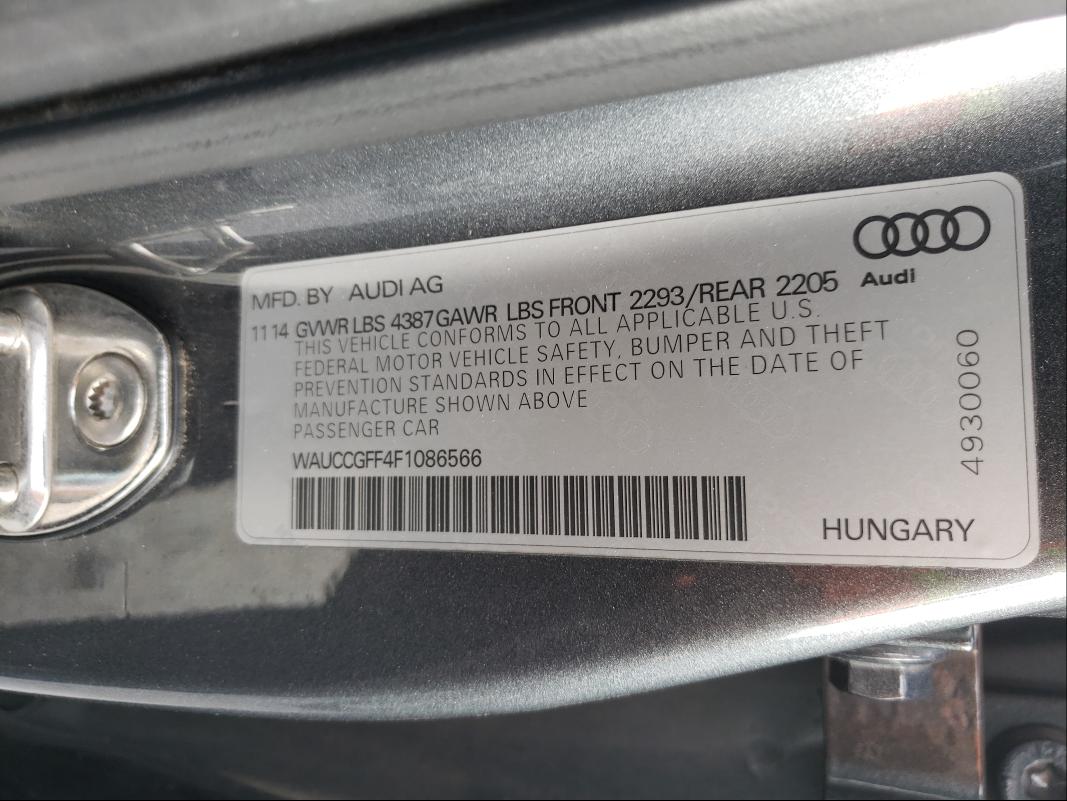 MFD. BY AUDI AG
Audi
11 14 GVWR LBS 4387 GAWR LBS FRONT 2293/REAR 2205
THIS VEHICLE CONFORMS TO ALL APPLICABLE U.S.
FEDERAL MOTOR VEHICLE SAFETY, BUMPER AND THEFT
PREVENTION STANDARDS IN EFFECT ON THE DATE OF
MANUFACTURE SHOWN ABOVE
PASSENGER CAR
WAUCCGFF4F1086566
4930060
HUNGARY